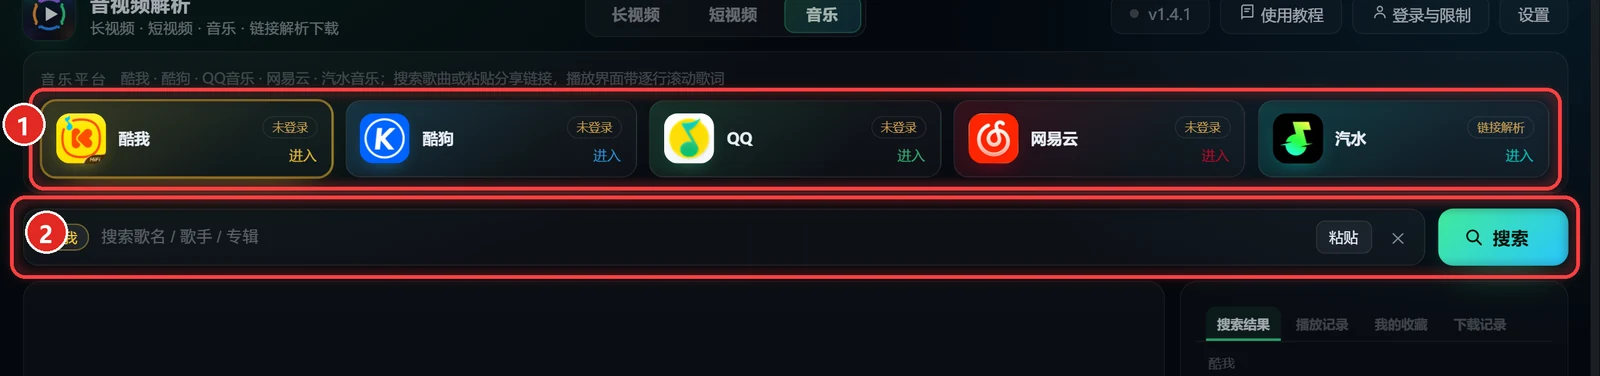 音视频解析
长视频 · 短视频 · 音乐 · 链接解析下载
长视频 短视频 音乐
v1.4.1 使用教程 登录与限制 设置
音乐平台 酷我 · 酷狗 · QQ音乐 · 网易云 · 汽水音乐；搜索歌曲或粘贴分享链接，播放界面带逐行滚动歌词
1
酷我 未登录 进入
酷狗 未登录 进入
QQ 未登录 进入
网易云 未登录 进入
汽水 链接解析 进入
2
我 搜索歌名 / 歌手 / 专辑 粘贴 × 搜索
搜索结果 播放记录 我的收藏 下载记录
酷我